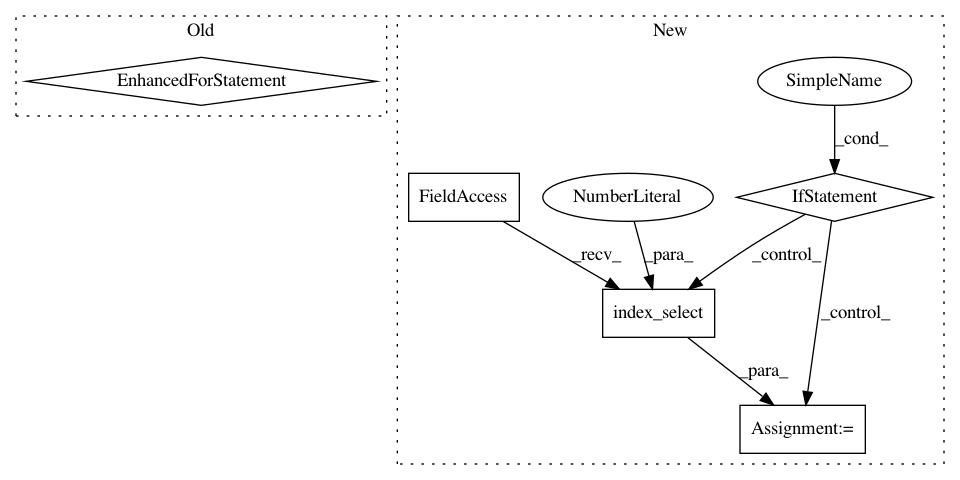 Old
New
EnhancedForStatement
SimpleName
_cond_
FieldAccess
NumberLiteral
IfStatement
_recv_
_para_
_control_
index_select
_control_
_para_
Assignment:=